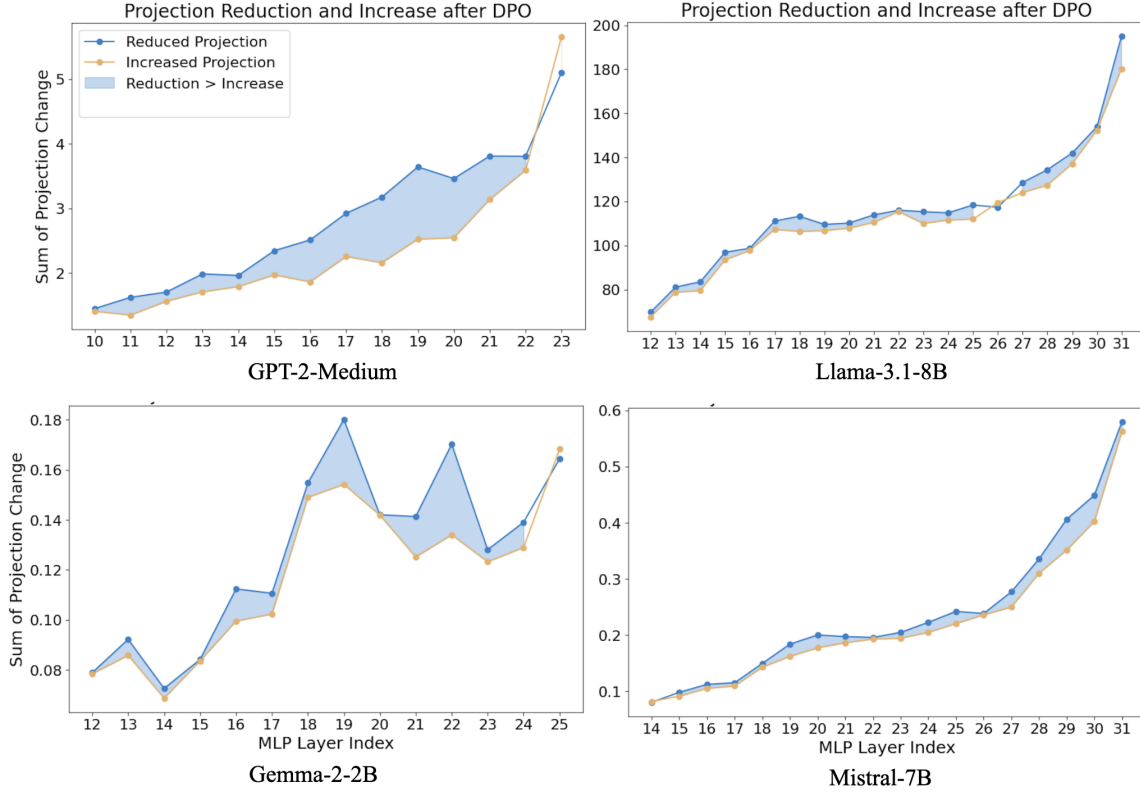 Projection Reduction and Increase after DPO
Reduced Projection
Increased Projection
Reduction > Increase
Sum of Projection Change
5
4
3
2
10 11 12 13 14 15 16 17 18 19 20 21 22 23
GPT-2-Medium
Projection Reduction and Increase after DPO
200
180
160
140
120
100
80
12 13 14 15 16 17 18 19 20 21 22 23 24 25 26 27 28 29 30 31
Llama-3.1-8B
Sum of Projection Change
0.18
0.16
0.14
0.12
0.10
0.08
12 13 14 15 16 17 18 19 20 21 22 23 24 25
MLP Layer Index
Gemma-2-2B
0.6
0.5
0.4
0.3
0.2
0.1
14 15 16 17 18 19 20 21 22 23 24 25 26 27 28 29 30 31
MLP Layer Index
Mistral-7B